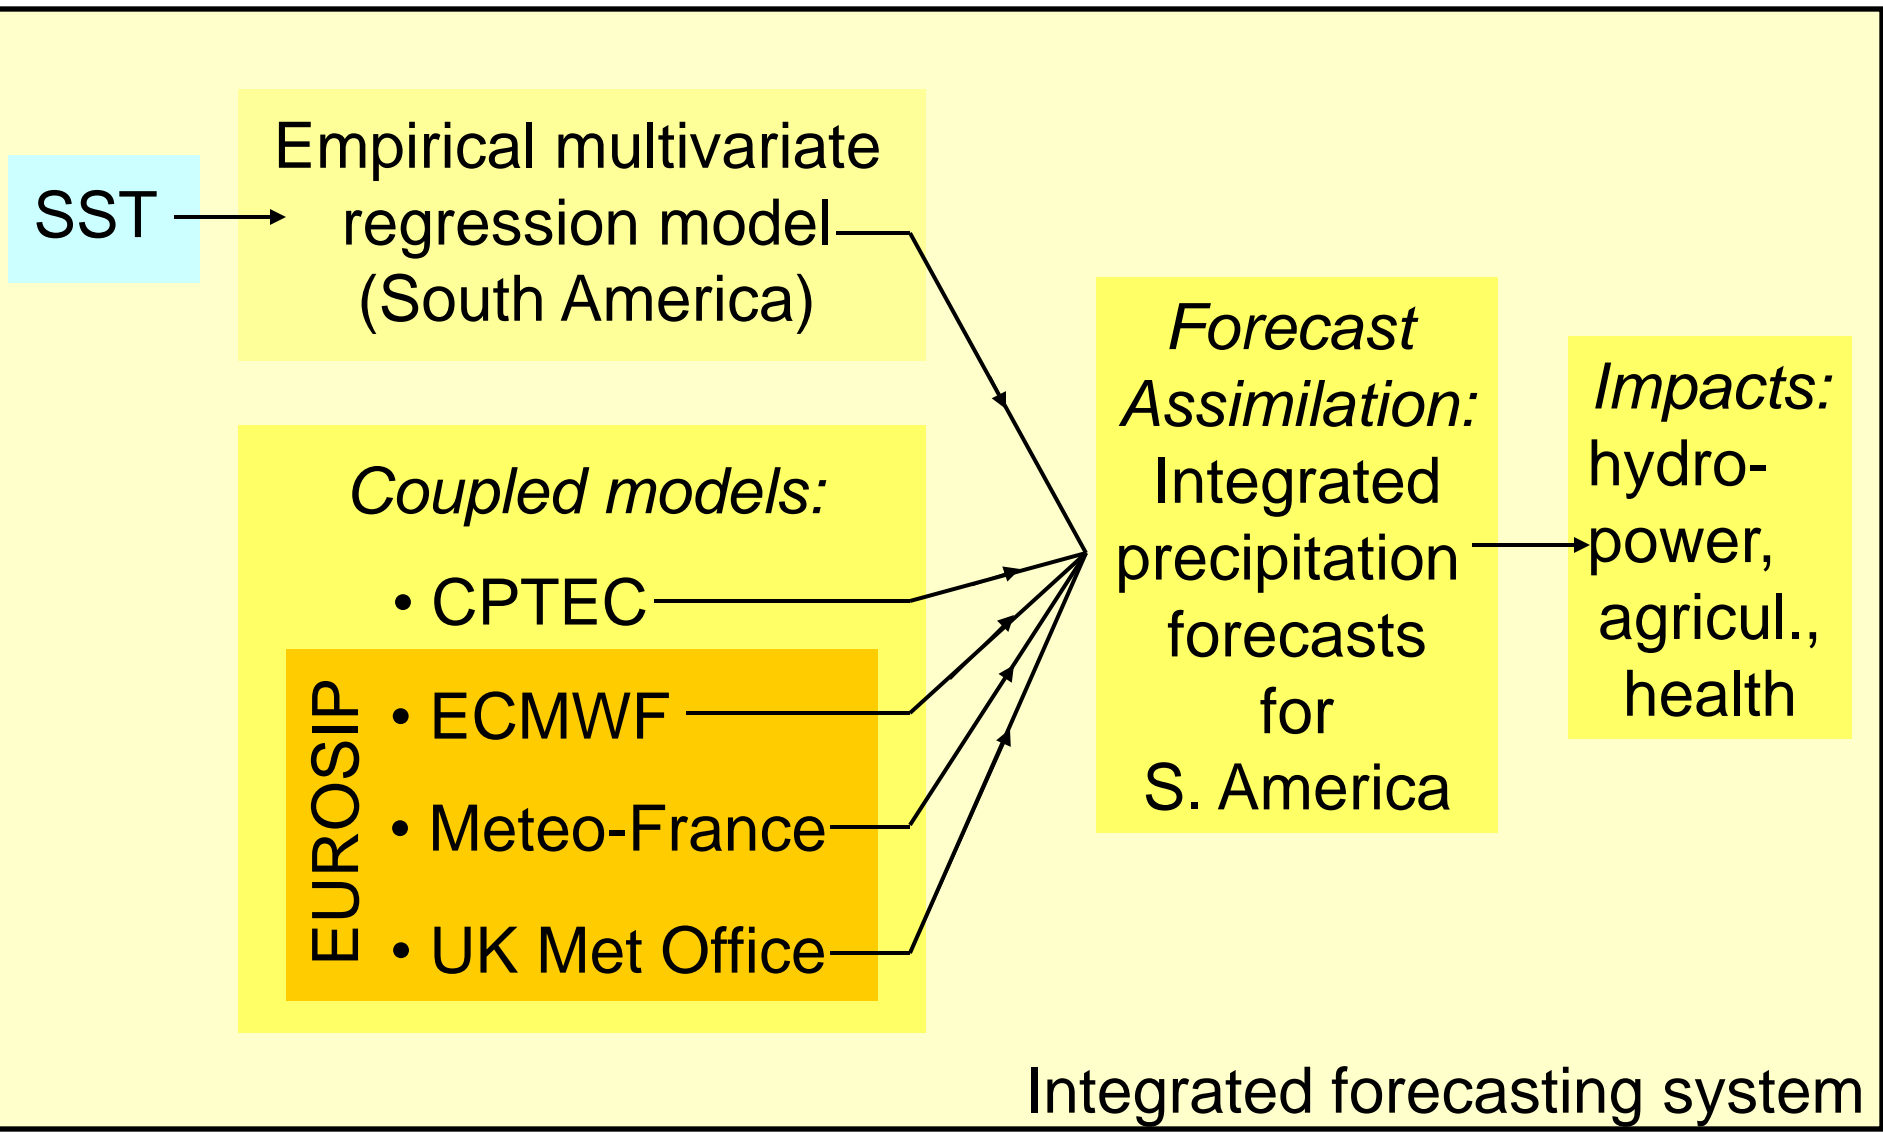 SST
Empirical multivariate
regression model
(South America)
Coupled models:
• CPTEC
EUROSIP
• ECMWF
• Meteo-France
• UK Met Office
Forecast
Assimilation:
Integrated
precipitation
forecasts
for
S. America
Impacts:
hydro-
power,
agricul.,
health
Integrated forecasting system